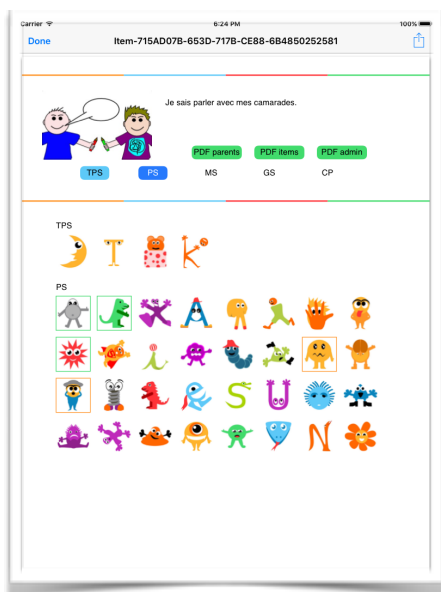 Carrier 6:24 PM 100%
Done Item-715AD07B-653D-717B-CE88-6B4850252581
Je sais parler avec mes camarades.
PDF parents PDF items PDF admin
TPS PS MS GS CP
TPS
PS